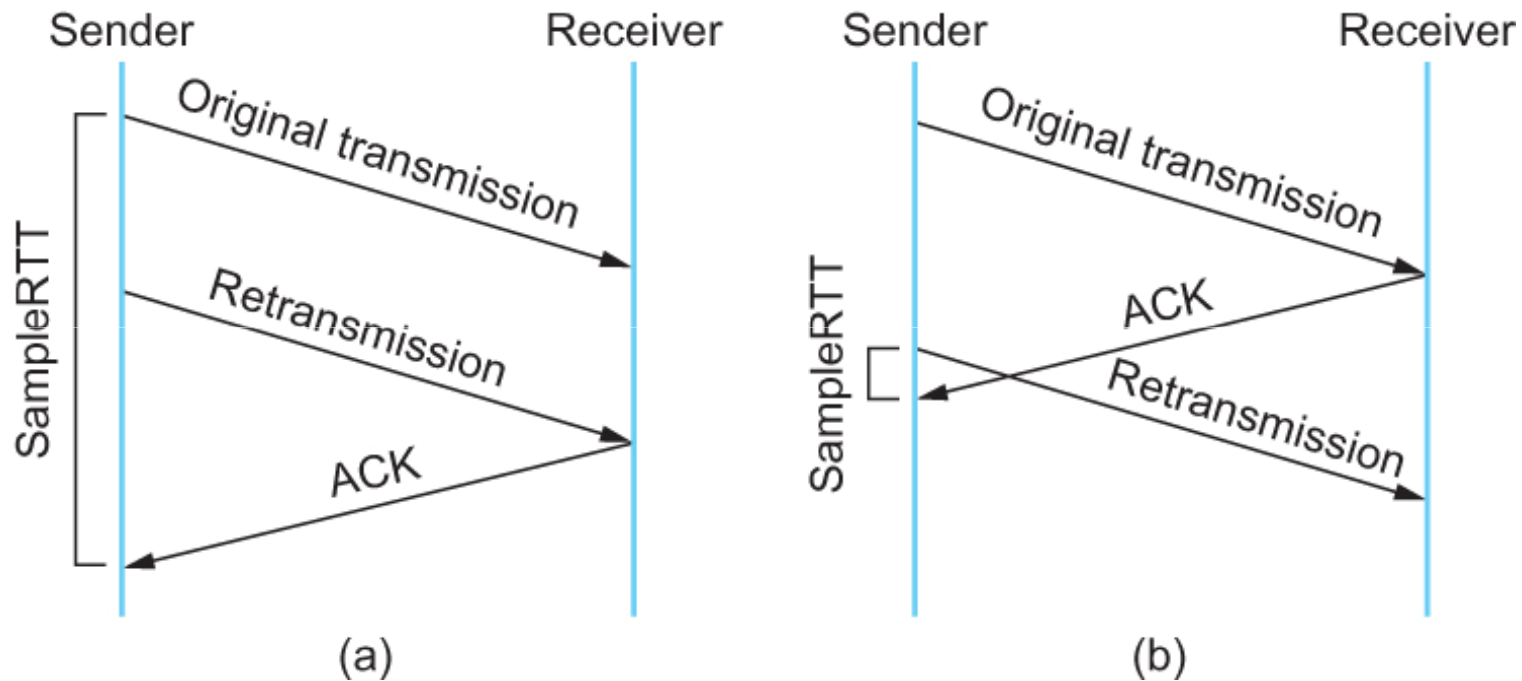 Sender
Receiver
Original transmission
SampleRTT
Retransmission
ACK
(a)
Sender
Receiver
Original transmission
ACK
SampleRTT
Retransmission
(b)